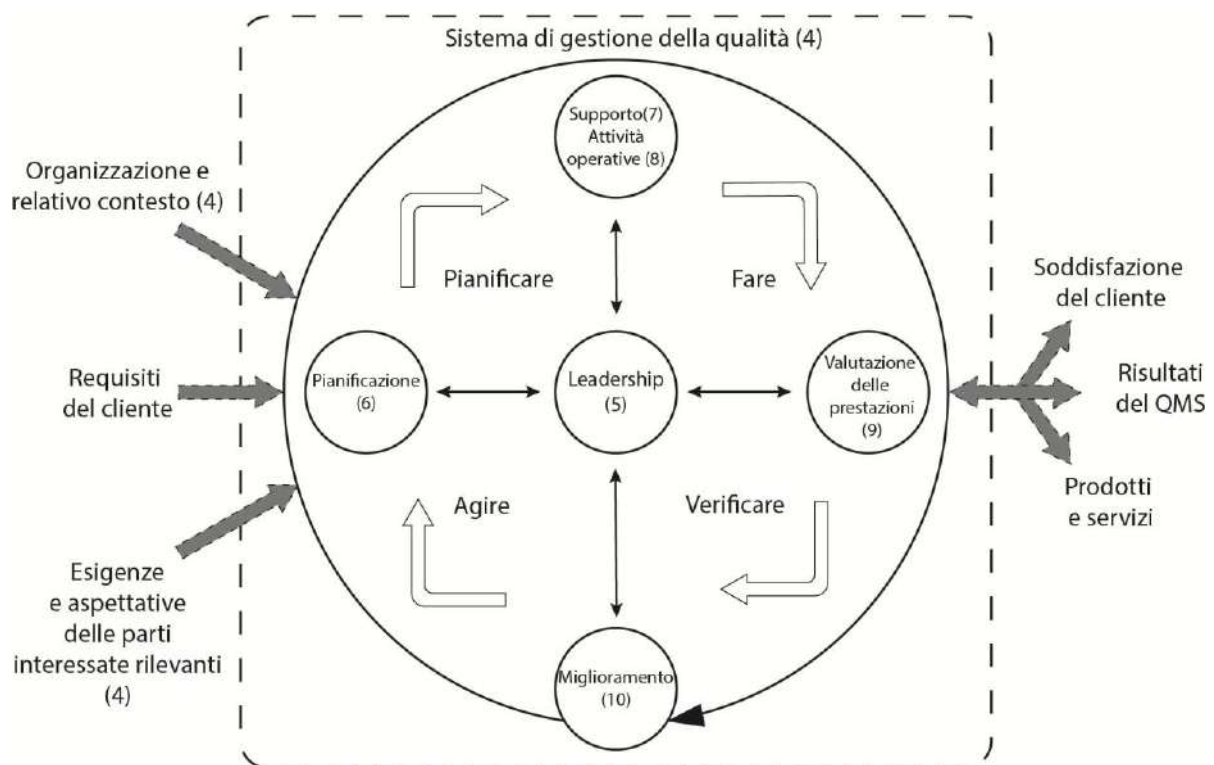 Sistema di gestione della qualità (4)
Supporto(7)
Attività
operative (8)
Organizzazione e
relativo contesto (4)
Pianificare
Fare
Soddisfazione
del cliente
Requisiti
del cliente
Pianificazione
(6)
Leadership
(5)
Valutazione
delle
prestazioni
(9)
Risultati
del QMS
Agire
Verificare
Prodotti
e servizi
Esigenze
e aspettative
delle parti
interessate rilevanti
(4)
Miglioramento
(10)